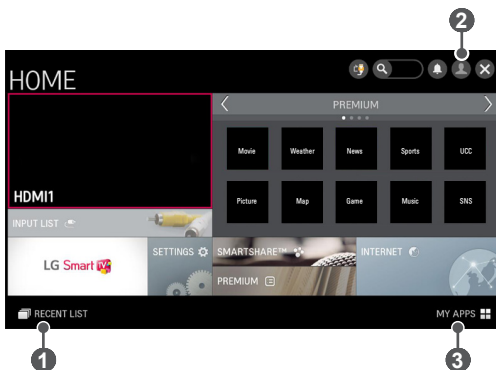 2
HOME
PREMIUM
Movie Weather News Sports UCC
HDMI1
Picture Map Game Music SNS
INPUT LIST
LG Smart TV
SETTINGS
SMARTSHARE™
INTERNET
PREMIUM
RECENT LIST
MY APPS
1
3